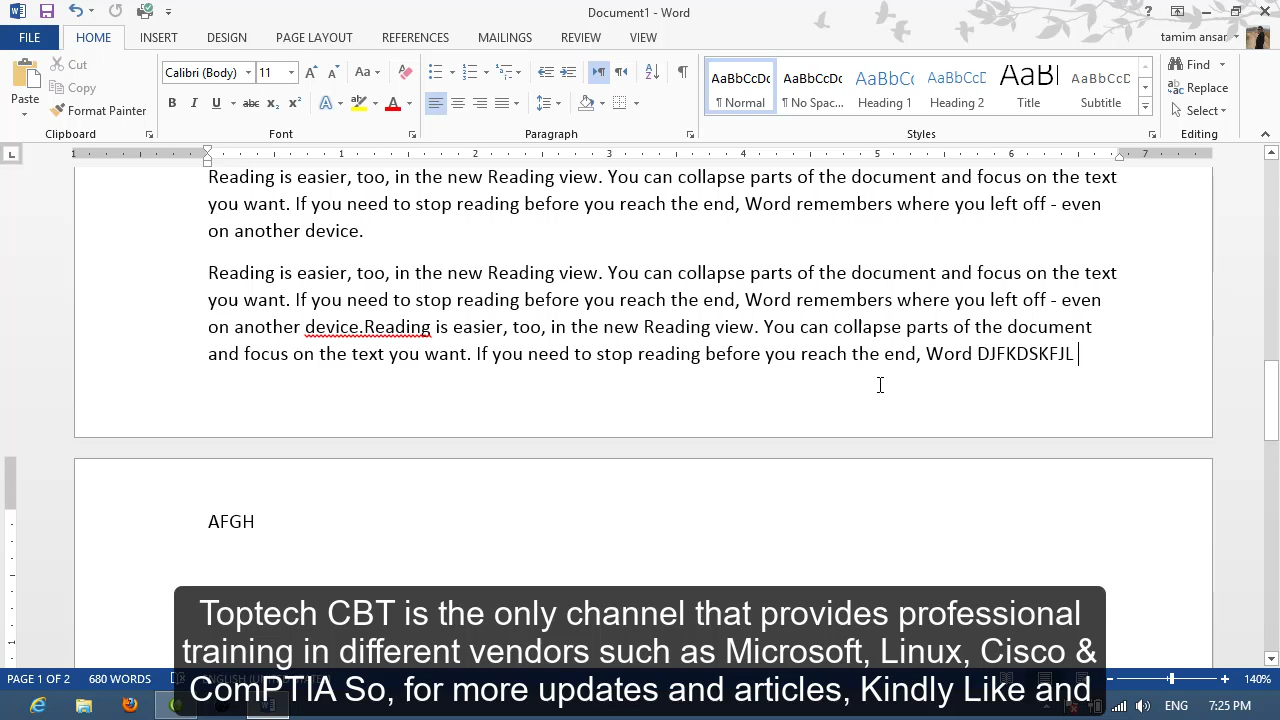 Document1 - Word
FILE HOME INSERT DESIGN PAGE LAYOUT REFERENCES MAILINGS REVIEW VIEW tamim ansar
Paste
Cut
Copy
Format Painter
Calibri (Body) 11
AaBbCcDc AaBbCcDc AaBbCc AaBbCcD AaBl AaBbCcD
¶ Normal ¶ No Spac... Heading 1 Heading 2 Title Subtitle
Find
Replace
Select
Clipboard Font Paragraph Styles Editing
1 1 2 3 4 5 6 7
Reading is easier, too, in the new Reading view. You can collapse parts of the document and focus on the text
you want. If you need to stop reading before you reach the end, Word remembers where you left off - even
on another device.
Reading is easier, too, in the new Reading view. You can collapse parts of the document and focus on the text
you want. If you need to stop reading before you reach the end, Word remembers where you left off - even
on another device.Reading is easier, too, in the new Reading view. You can collapse parts of the document
and focus on the text you want. If you need to stop reading before you reach the end, Word DJFKDSKFJL
AFGH
Toptech CBT is the only channel that provides professional
training in different vendors such as Microsoft, Linux, Cisco &
ComPTIA So, for more updates and articles, Kindly Like and
PAGE 1 OF 2 680 WORDS 140%
ENG 7:25 PM